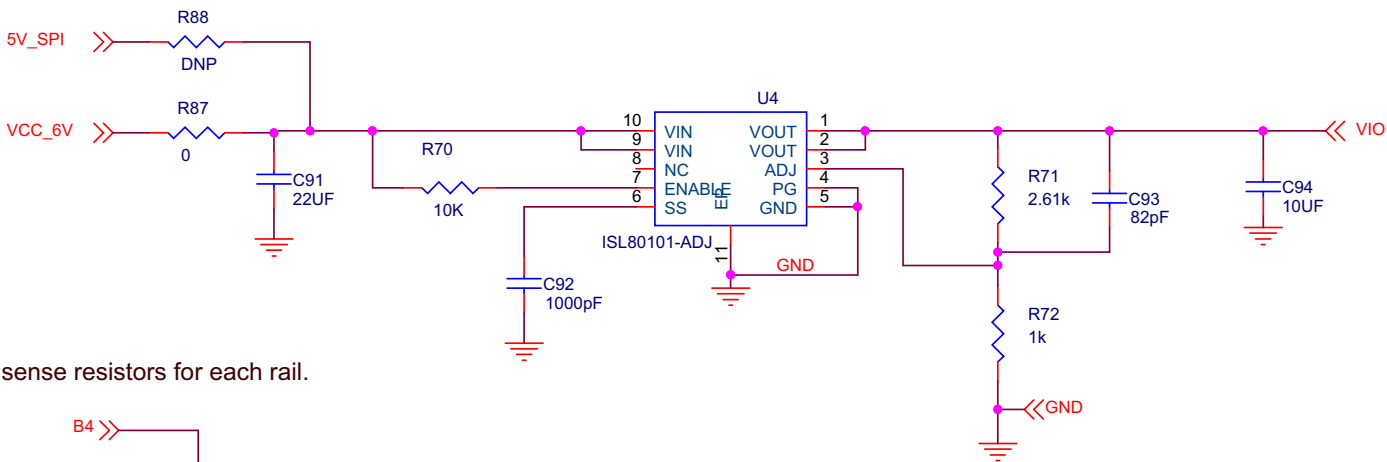 R88
5V_SPI
DNP
R87
VCC_6V
0
C91
22UF
R70
10K
U4
10 VIN VOUT 1
9 VIN VOUT 2
8 NC ADJ 3
7 ENABLE PG 4
6 SS GND 5
EP
11
ISL80101-ADJ
GND
C92
1000pF
R71
2.61k
C93
82pF
C94
10UF
VIO
R72
1k
GND
sense resistors for each rail.
B4